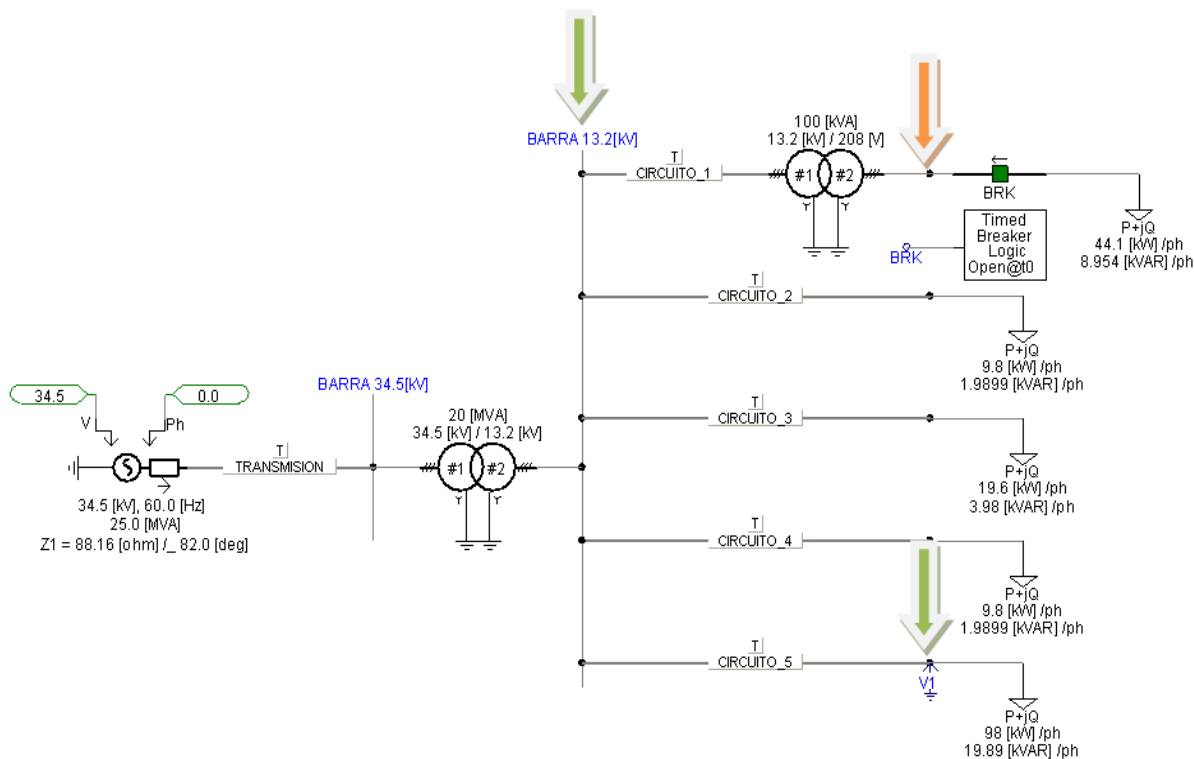 BARRA 13.2[kV]
100 [kVA]
13.2 [kV] / 208 [V]
T
CIRCUITO_1
#1
#2
Y
Y
BRK
Timed
Breaker
Logic
Open@t0
BRK
P+jQ
44.1 [kW] /ph
8.954 [kVAR] /ph
T
CIRCUITO_2
P+jQ
9.8 [kW] /ph
1.9899 [kVAR] /ph
BARRA 34.5[kV]
34.5
0.0
V
Ph
T
TRANSMISION
34.5 [kV], 60.0 [Hz]
25.0 [MVA]
Z1 = 88.16 [ohm] /_ 82.0 [deg]
20 [MVA]
34.5 [kV] / 13.2 [kV]
#1
#2
Y
Y
T
CIRCUITO_3
P+jQ
19.6 [kW] /ph
3.98 [kVAR] /ph
T
CIRCUITO_4
P+jQ
9.8 [kW] /ph
1.9899 [kVAR] /ph
T
CIRCUITO_5
V1
P+jQ
98 [kW] /ph
19.89 [kVAR] /ph